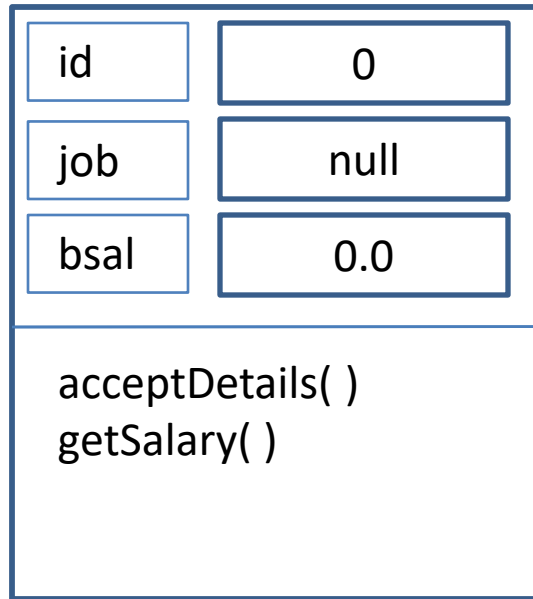 id 0
job null
bsal 0.0
acceptDetails( )
getSalary( )